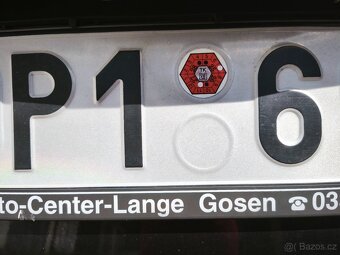 P1 6
to-Center-Lange Gosen ☎ 03
© Bazos.cz